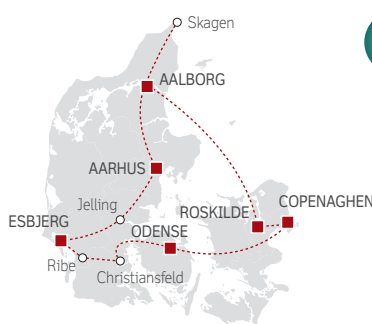 Skagen
AALBORG
AARHUS
Jelling
COPENAGHEN
ROSKILDE
ESBJERG
ODENSE
Ribe
Christiansfeld